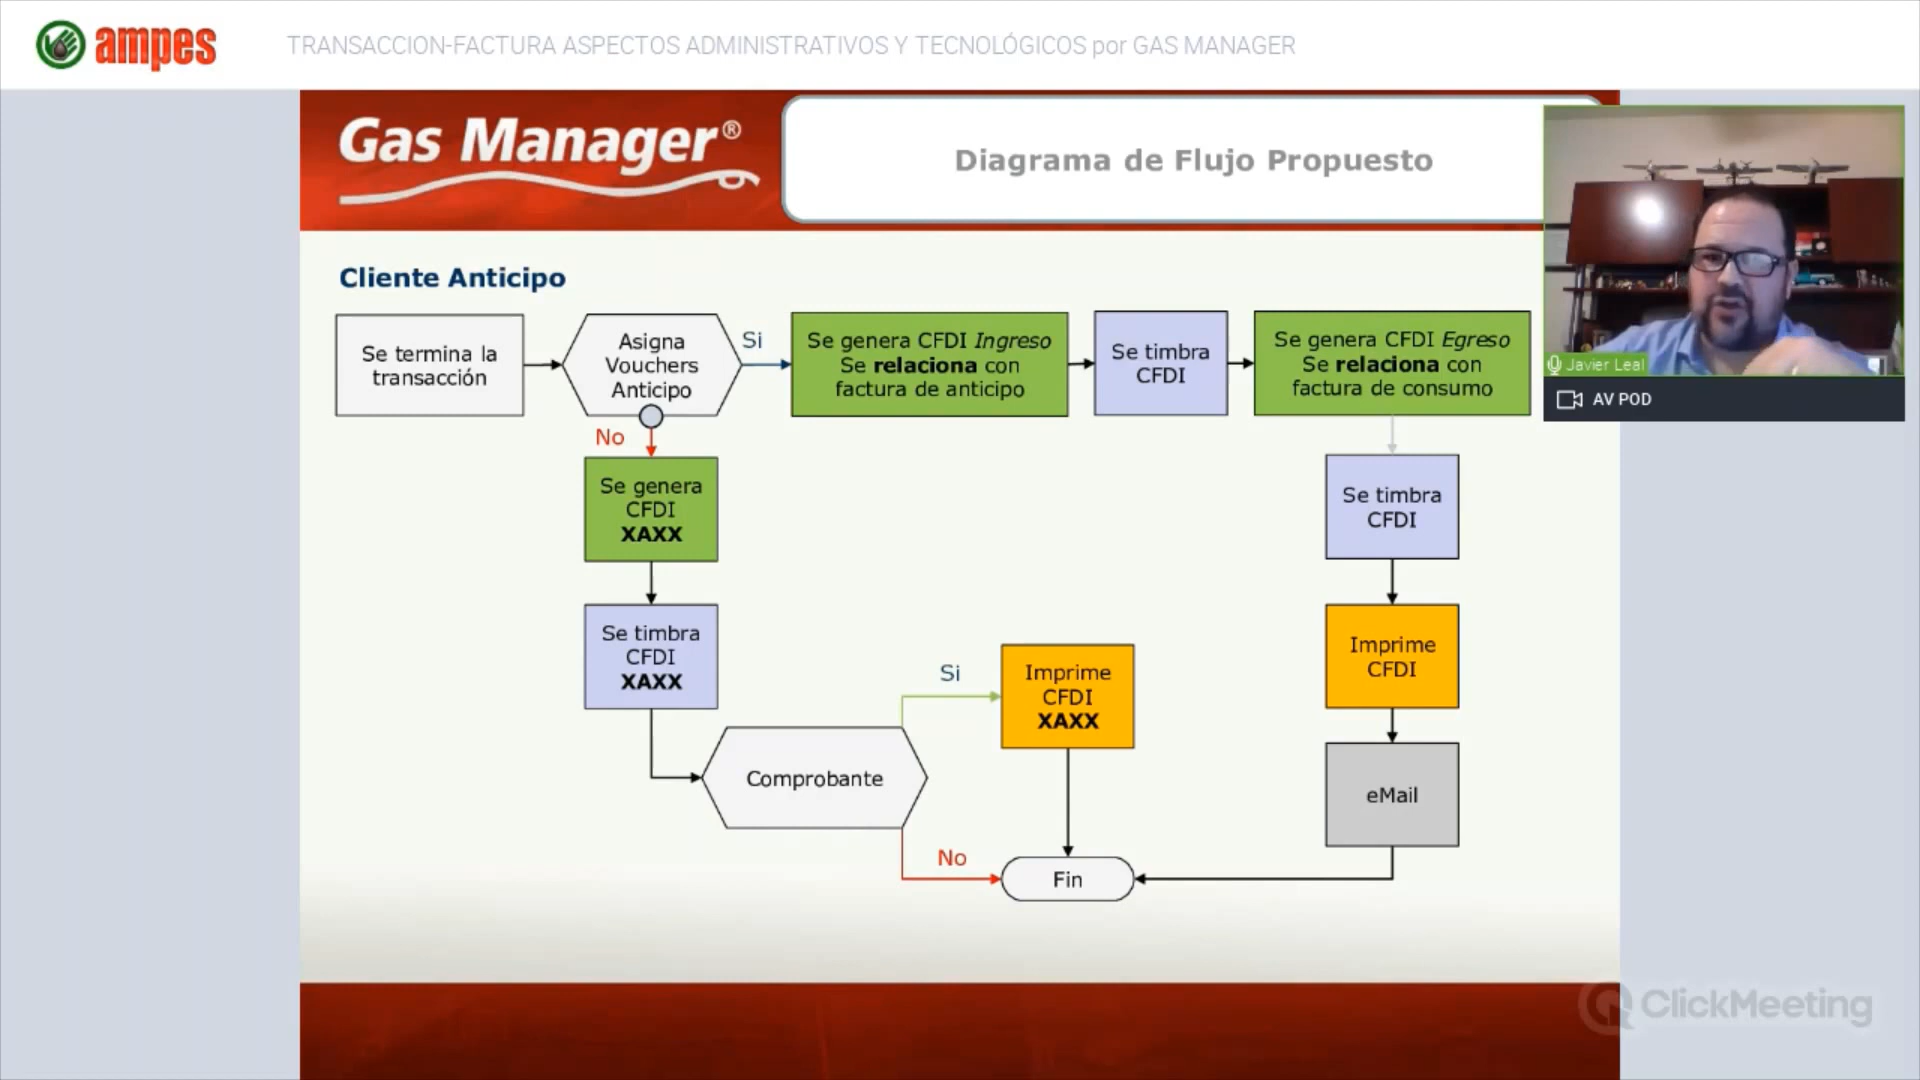 ampes
TRANSACCION-FACTURA ASPECTOS ADMINISTRATIVOS Y TECNOLÓGICOS por GAS MANAGER
Gas Manager®
Diagrama de Flujo Propuesto
Javier Leal
AV POD
Cliente Anticipo
Se termina la
transacción
Asigna
Vouchers
Anticipo
Si
Se genera CFDI Ingreso
Se relaciona con
factura de anticipo
Se timbra
CFDI
Se genera CFDI Egreso
Se relaciona con
factura de consumo
No
Se genera
CFDI
XAXX
Se timbra
CFDI
Se timbra
CFDI
XAXX
Si
Imprime
CFDI
XAXX
Imprime
CFDI
Comprobante
eMail
No
Fin
ClickMeeting